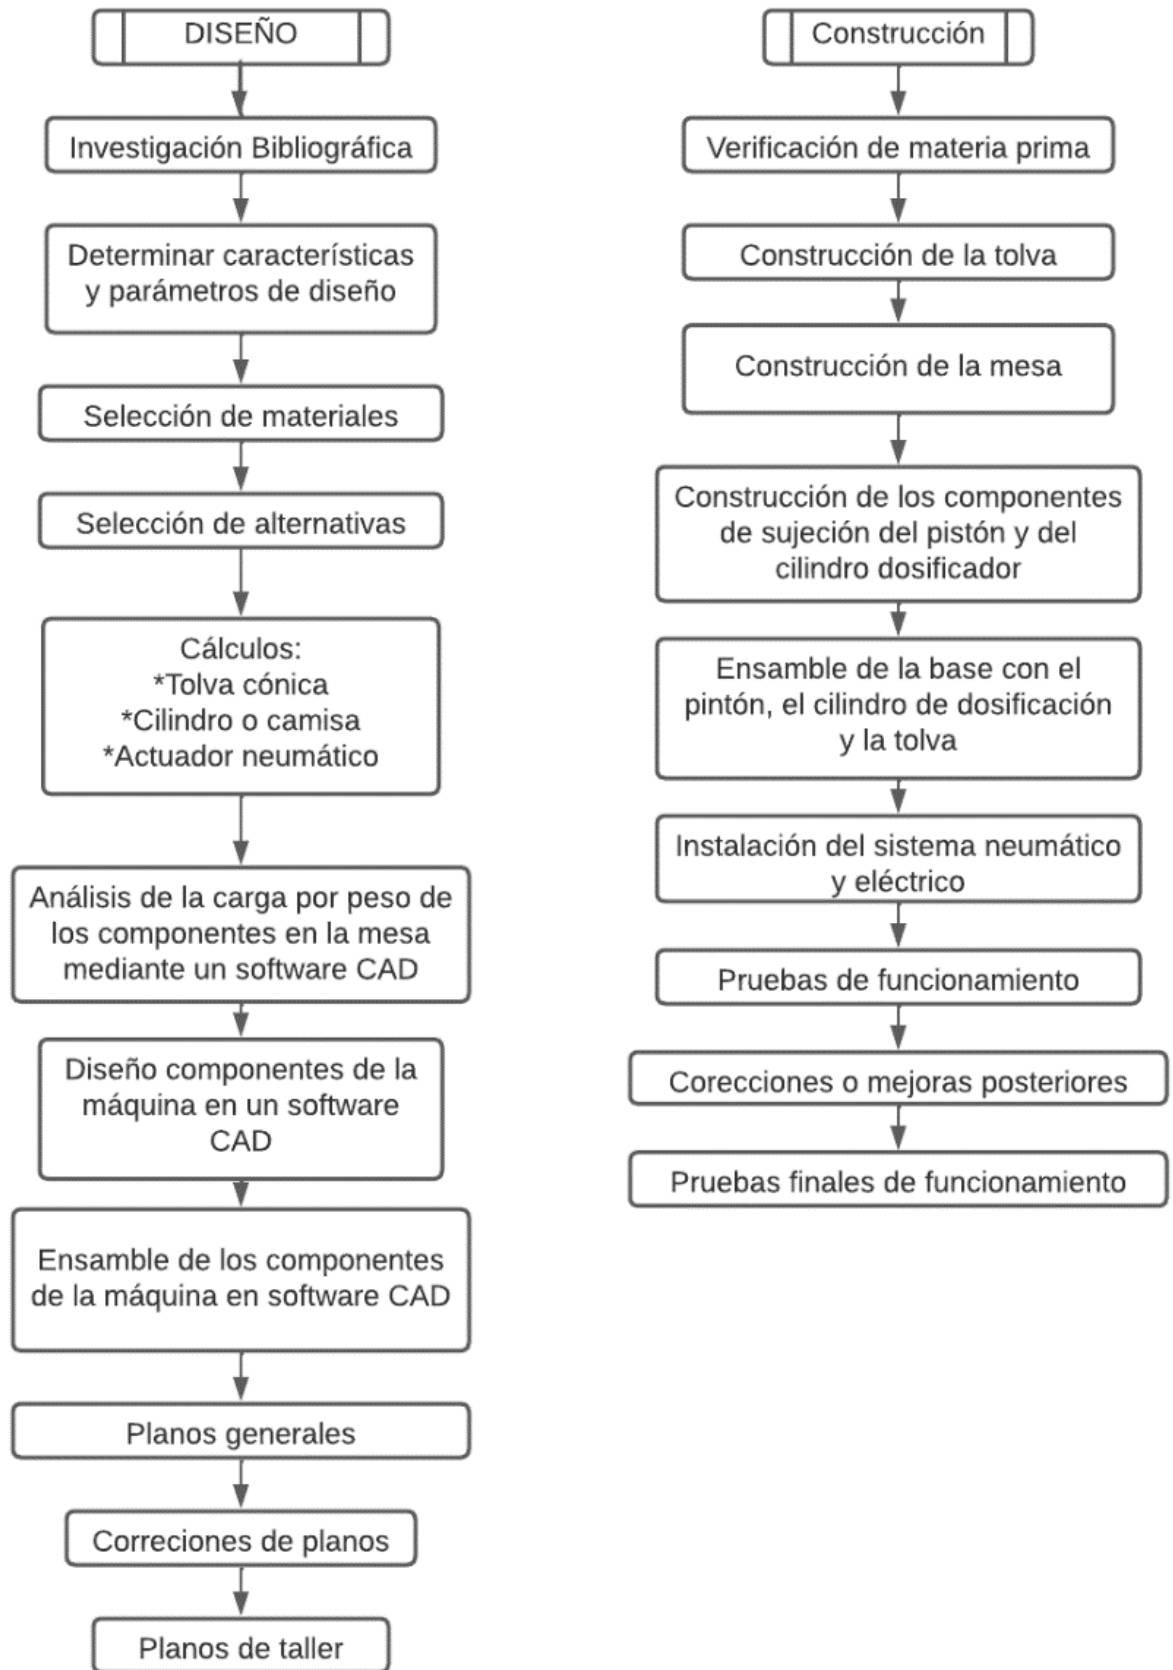 DISEÑO
Investigación Bibliográfica
Determinar características
y parámetros de diseño
Selección de materiales
Selección de alternativas
Cálculos:
*Tolva cónica
*Cilindro o camisa
*Actuador neumático
Análisis de la carga por peso de
los componentes en la mesa
mediante un software CAD
Diseño componentes de la
máquina en un software
CAD
Ensamble de los componentes
de la máquina en software CAD
Planos generales
Correciones de planos
Planos de taller
Construcción
Verificación de materia prima
Construcción de la tolva
Construcción de la mesa
Construcción de los componentes
de sujeción del pistón y del
cilindro dosificador
Ensamble de la base con el
pintón, el cilindro de dosificación
y la tolva
Instalación del sistema neumático
y eléctrico
Pruebas de funcionamiento
Corecciones o mejoras posteriores
Pruebas finales de funcionamiento